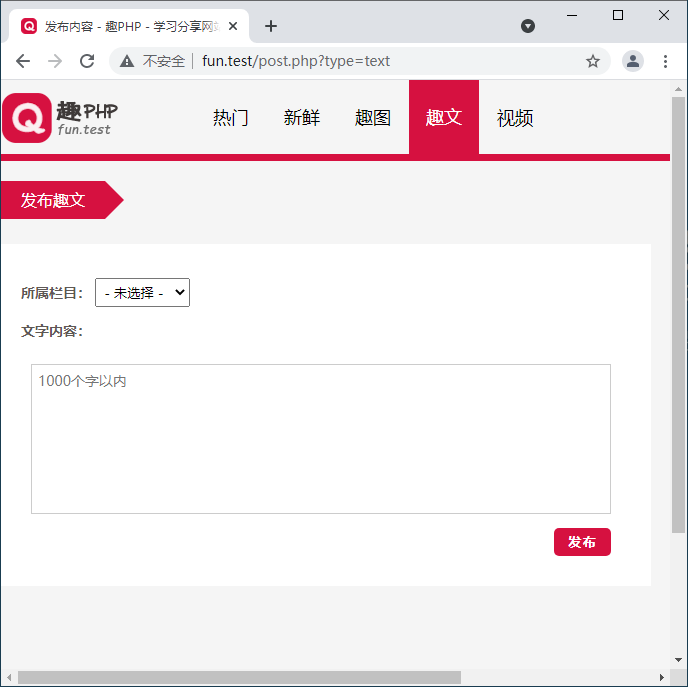 发布内容 - 趣PHP - 学习分享网站
不安全 fun.test/post.php?type=text
Q 趣PHP
fun.test
热门 新鲜 趣图 趣文 视频
发布趣文
所属栏目： - 未选择 -
文字内容：
1000个字以内
发布